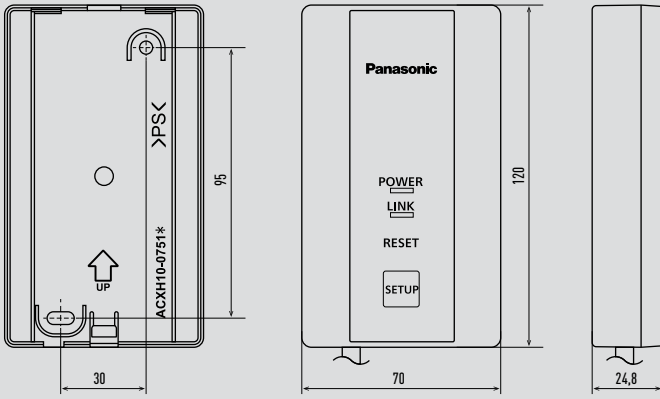 >PS<
95
ACXH10-0751*
UP
30
Panasonic
POWER
LINK
RESET
SETUP
120
70
24,8